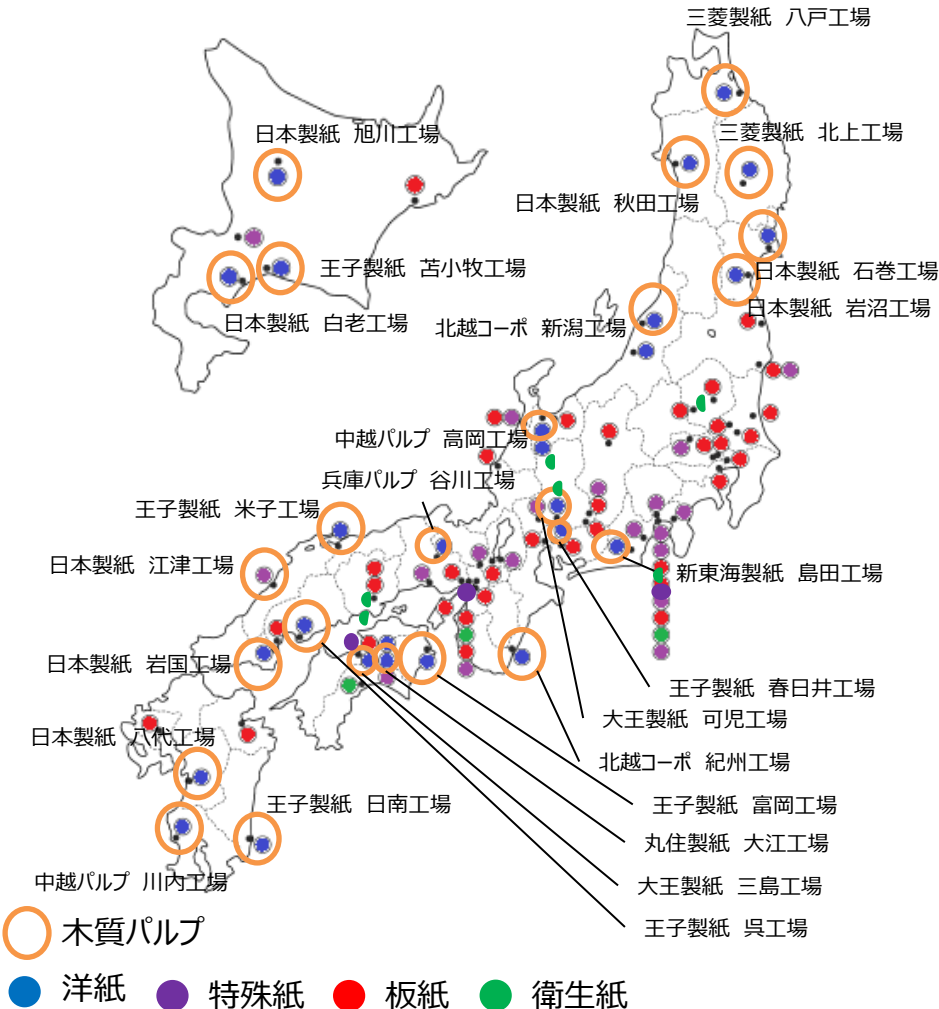 三菱製紙 八戸工場
日本製紙 旭川工場
三菱製紙 北上工場
日本製紙 秋田工場
王子製紙 苫小牧工場
日本製紙 石巻工場
日本製紙 岩沼工場
日本製紙 白老工場
北越コーポ 新潟工場
中越パルプ 高岡工場
兵庫パルプ 谷川工場
王子製紙 米子工場
日本製紙 江津工場
新東海製紙 島田工場
日本製紙 岩国工場
王子製紙 春日井工場
大王製紙 可児工場
日本製紙 八代工場
北越コーポ 紀州工場
王子製紙 日南工場
王子製紙 富岡工場
丸住製紙 大江工場
中越パルプ 川内工場
大王製紙 三島工場
王子製紙 呉工場
木質パルプ
洋紙 特殊紙 板紙 衛生紙